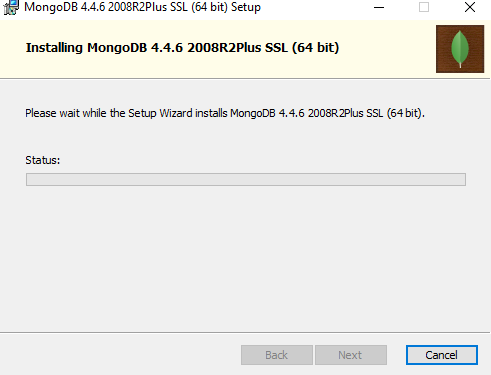 MongoDB 4.4.6 2008R2Plus SSL (64 bit) Setup
Installing MongoDB 4.4.6 2008R2Plus SSL (64 bit)
Please wait while the Setup Wizard installs MongoDB 4.4.6 2008R2Plus SSL (64 bit).
Status:
Back Next Cancel